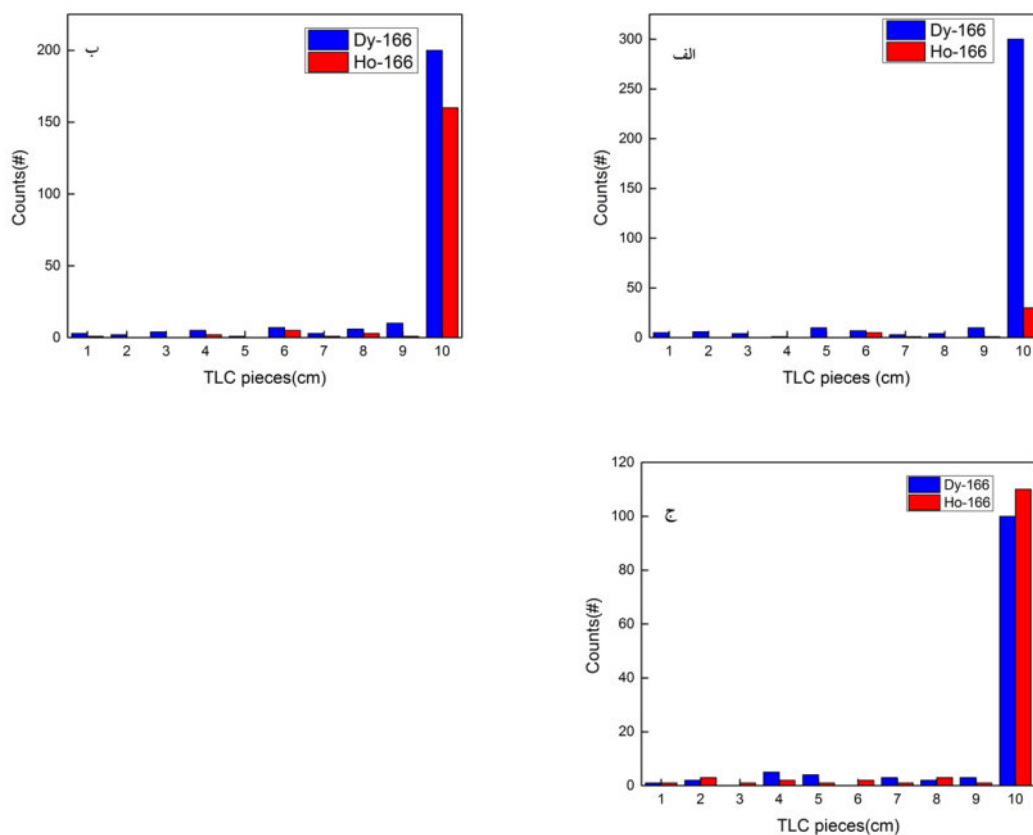 ب
Dy-166
Ho-166
200
150
100
50
0
Counts(#)
1 2 3 4 5 6 7 8 9 10
TLC pieces(cm)
الف
Dy-166
Ho-166
300
250
200
150
100
50
0
Counts(#)
1 2 3 4 5 6 7 8 9 10
TLC pieces (cm)
ج
Dy-166
Ho-166
120
100
80
60
40
20
0
Counts(#)
1 2 3 4 5 6 7 8 9 10
TLC pieces(cm)